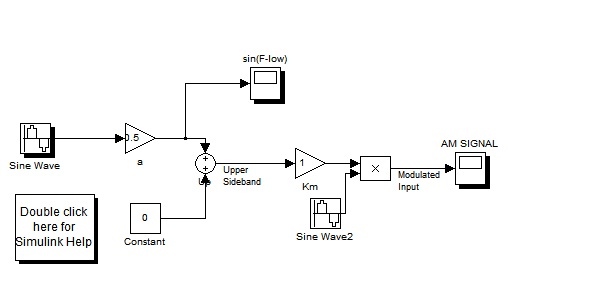 sin(F-low)
AM SIGNAL
0.5
Sine Wave
a
Upper
Sideband
1
Km
Modulated
Input
Double click
here for
Simulink Help
0
Constant
Sine Wave2